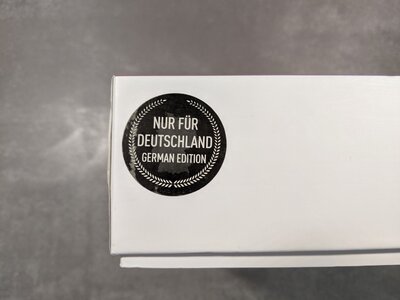 NUR FÜR
DEUTSCHLAND
GERMAN EDITION